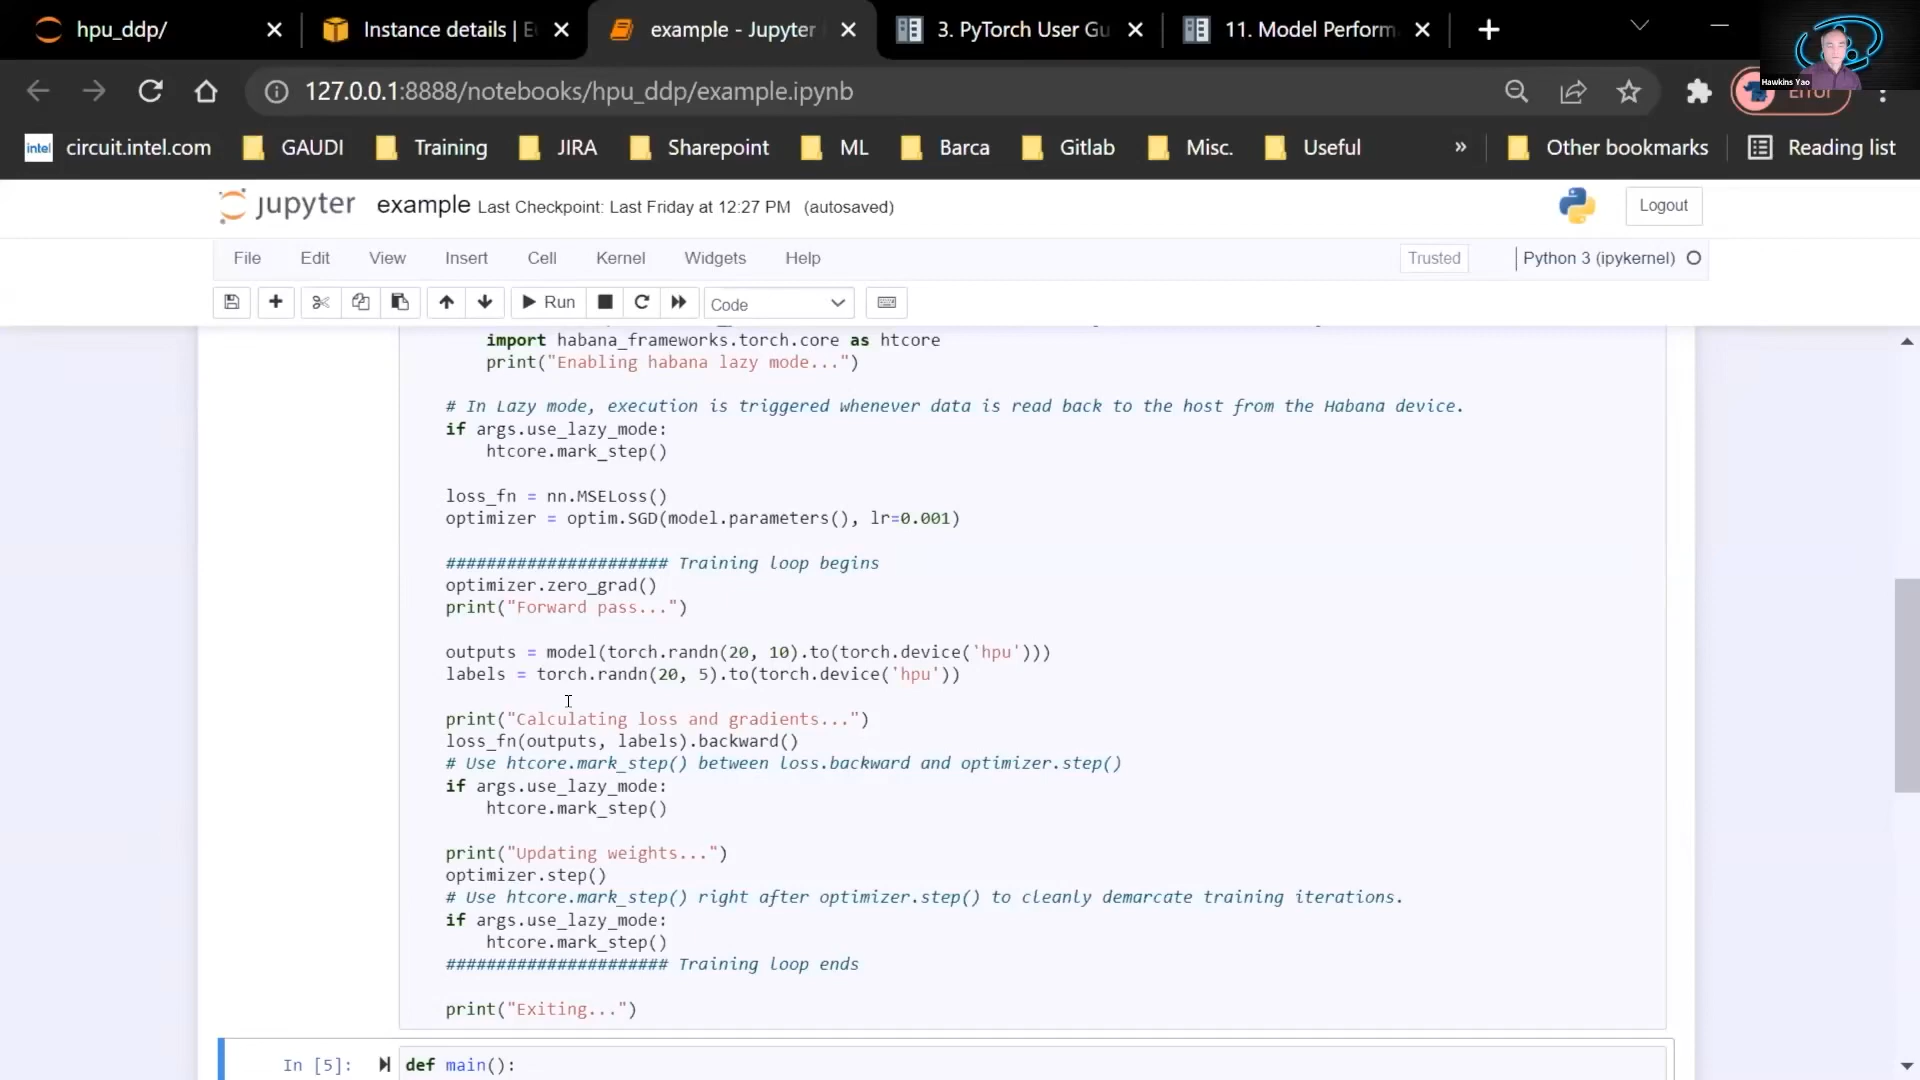 hpu_ddp/
Instance details | E
example - Jupyter
3. PyTorch User Gu
11. Model Perform
Hawkins Yao
127.0.0.1:8888/notebooks/hpu_ddp/example.ipynb
Error
intel circuit.intel.com
GAUDI
Training
JIRA
Sharepoint
ML
Barca
Gitlab
Misc.
Useful
»
Other bookmarks
Reading list
jupyter example Last Checkpoint: Last Friday at 12:27 PM (autosaved)
Logout
File Edit View Insert Cell Kernel Widgets Help
Trusted
Python 3 (ipykernel)
Run
Code
import habana_frameworks.torch.core as htcore
print("Enabling habana lazy mode...")
# In Lazy mode, execution is triggered whenever data is read back to the host from the Habana device.
if args.use_lazy_mode:
htcore.mark_step()
loss_fn = nn.MSELoss()
optimizer = optim.SGD(model.parameters(), lr=0.001)
###################### Training loop begins
optimizer.zero_grad()
print("Forward pass...")
outputs = model(torch.randn(20, 10).to(torch.device('hpu')))
labels = torch.randn(20, 5).to(torch.device('hpu'))
print("Calculating loss and gradients...")
loss_fn(outputs, labels).backward()
# Use htcore.mark_step() between loss.backward and optimizer.step()
if args.use_lazy_mode:
htcore.mark_step()
print("Updating weights...")
optimizer.step()
# Use htcore.mark_step() right after optimizer.step() to cleanly demarcate training iterations.
if args.use_lazy_mode:
htcore.mark_step()
###################### Training loop ends
print("Exiting...")
In [5]:
def main():